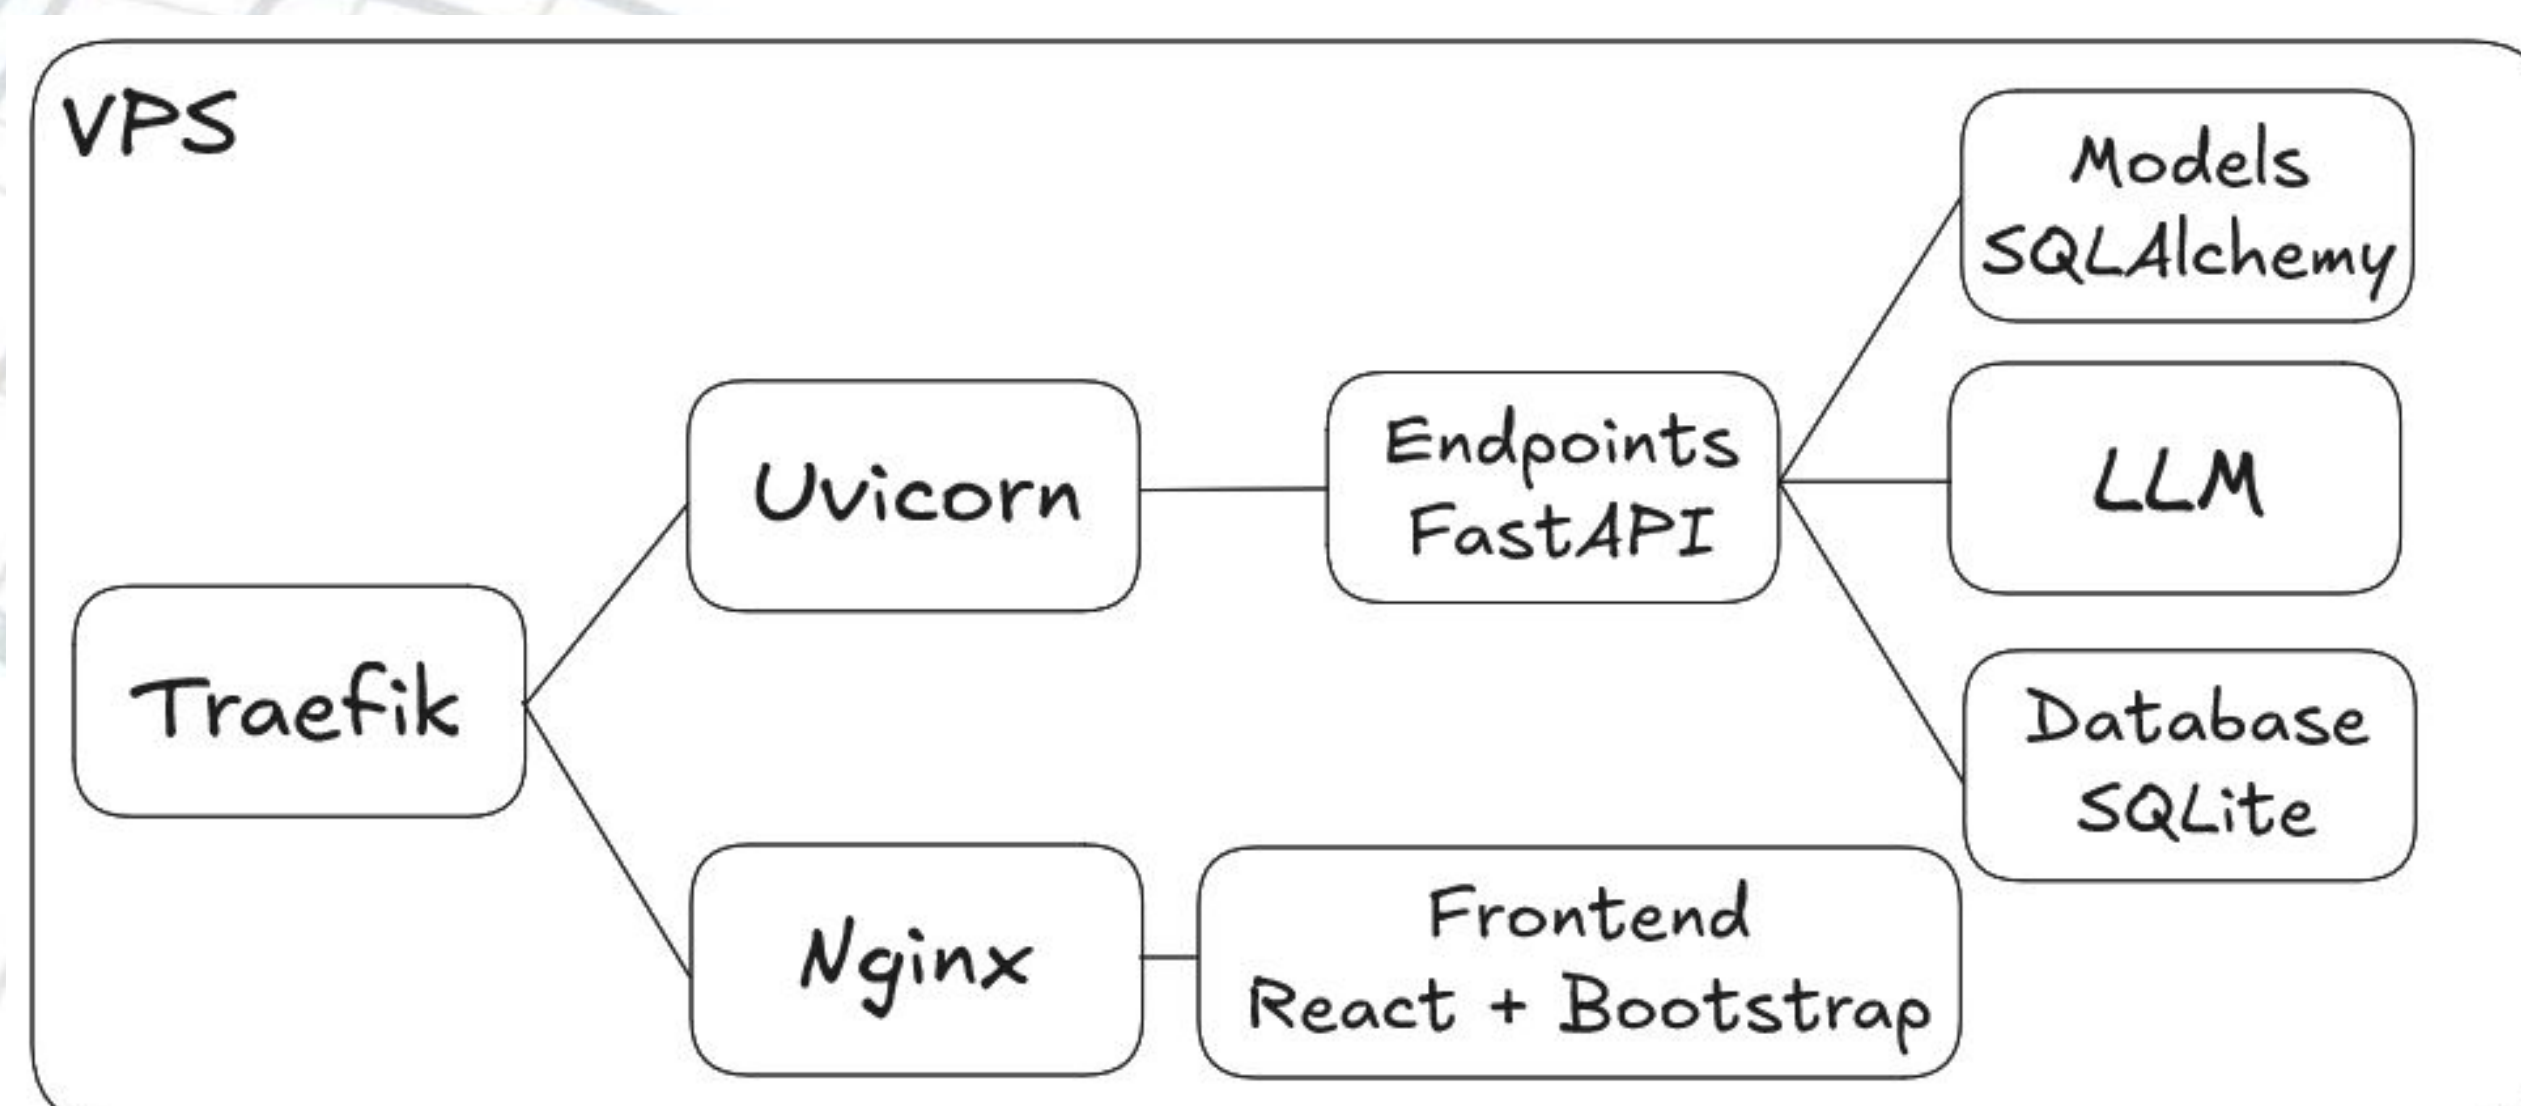 VPS
Models
SQLAlchemy
Uvicorn
Endpoints
FastAPI
LLM
Traefik
Database
SQLite
Nginx
Frontend
React + Bootstrap